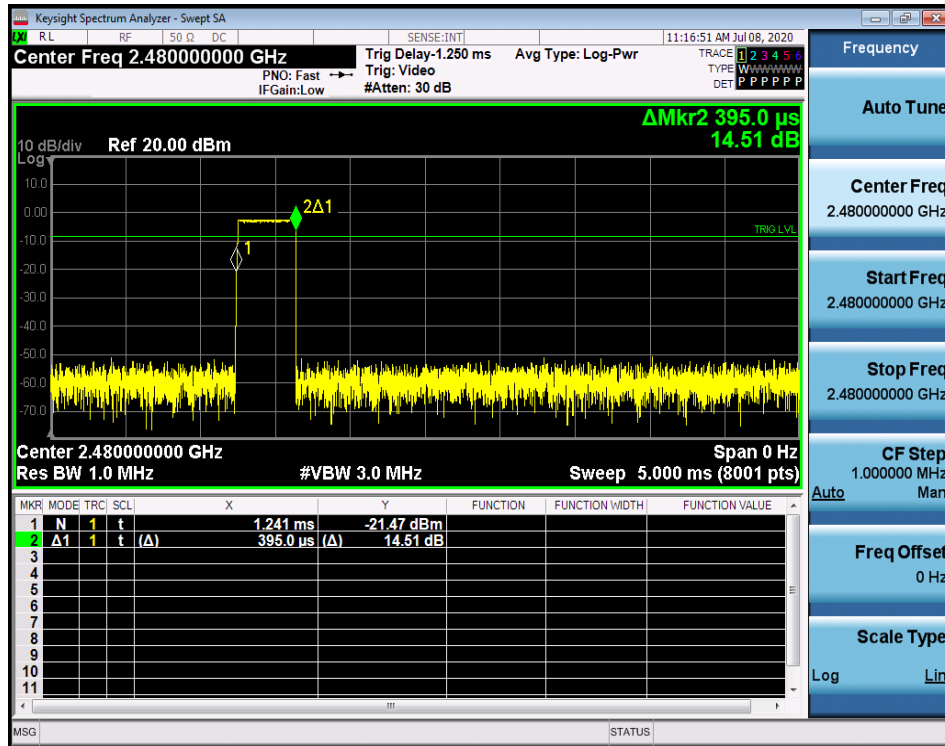 Keysight Spectrum Analyzer - Swept SA
LXI RL RF 50 Ω DC SENSE:INT 11:16:51 AM Jul 08, 2020
Center Freq 2.480000000 GHz
PNO: Fast
IFGain:Low
Trig Delay-1.250 ms
Trig: Video
#Atten: 30 dB
Avg Type: Log-Pwr
TRACE 1 2 3 4 5 6
TYPE WWWWWW
DET P P P P P P
ΔMkr2 395.0 µs
14.51 dB
10 dB/div Ref 20.00 dBm
Log
10.0
0.00
-10.0
-20.0
-30.0
-40.0
-50.0
-60.0
-70.0
2Δ1
1
TRIG LVL
Center 2.480000000 GHz Span 0 Hz
Res BW 1.0 MHz #VBW 3.0 MHz Sweep 5.000 ms (8001 pts)
MKR MODE TRC SCL X Y FUNCTION FUNCTION WIDTH FUNCTION VALUE
1 N 1 t 1.241 ms -21.47 dBm
2 Δ1 1 t (Δ) 395.0 µs (Δ) 14.51 dB
3
4
5
6
7
8
9
10
11
MSG STATUS
Frequency
Auto Tune
Center Freq
2.480000000 GHz
Start Freq
2.480000000 GHz
Stop Freq
2.480000000 GHz
CF Step
1.000000 MHz
Auto Man
Freq Offset
0 Hz
Scale Type
Log Lin